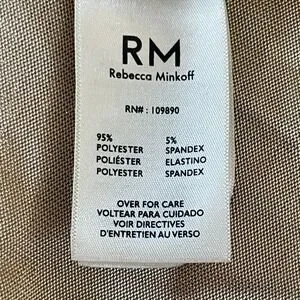 RM
Rebecca Minkoff
RN# : 109890
95% 5%
POLYESTER SPANDEX
POLIÉSTER ELASTINO
POLYESTER SPANDEX
OVER FOR CARE
VOLTEAR PARA CUIDADO
VOIR DIRECTIVES
D'ENTRETIEN AU VERSO